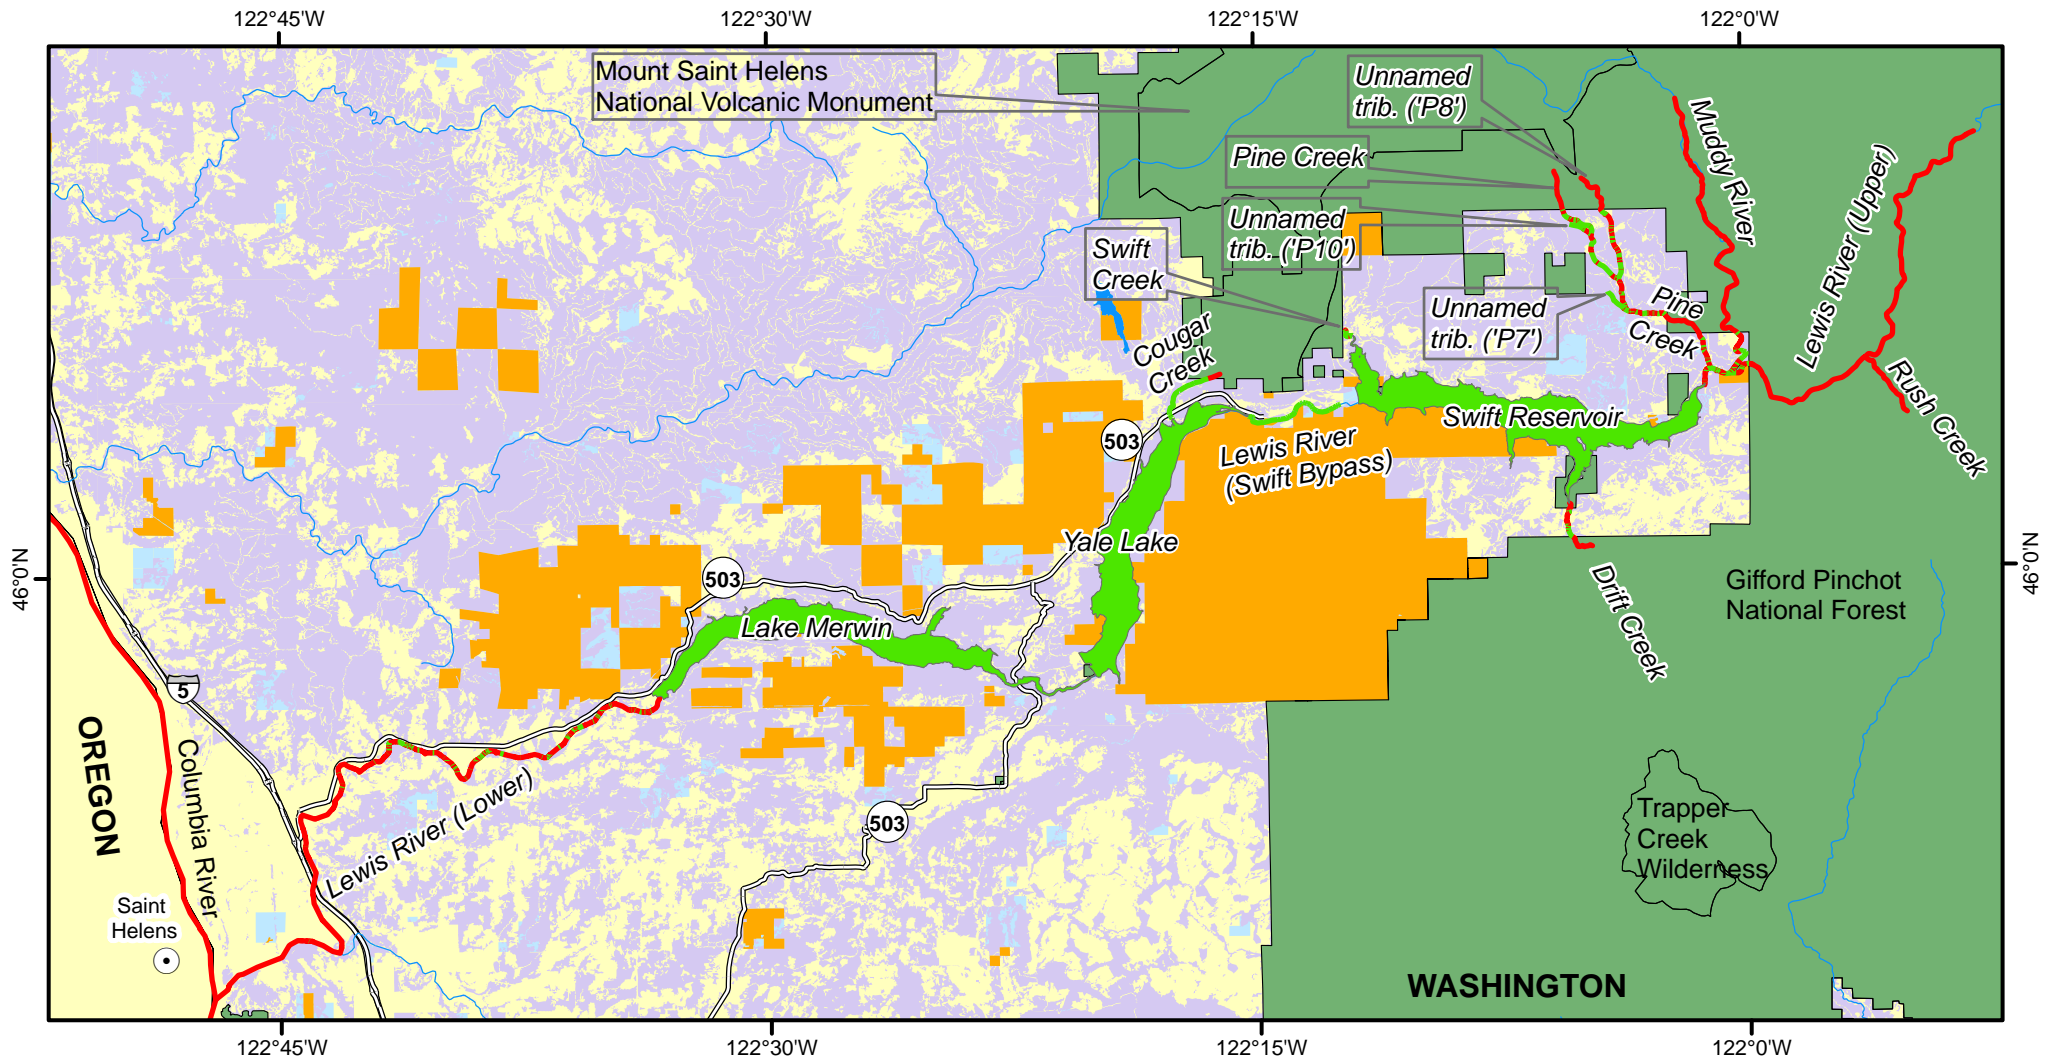 122°45'W
122°30'W
122°15'W
122°0'W
Mount Saint Helens
National Volcanic Monument
Unnamed
trib. ('P8')
Pine Creek
Unnamed
trib. ('P10')
Swift
Creek
Unnamed
trib. ('P7')
Muddy River
Lewis River (Upper)
Pine
Creek
Rush Creek
Cougar
Creek
Swift Reservoir
503
Lewis River
(Swift Bypass)
Yale Lake
46°0'N
503
46°0'N
Lake Merwin
Drift Creek
Gifford Pinchot
National Forest
5
OREGON
Columbia River
Lewis River (Lower)
503
Trapper
Creek
Wilderness
Saint
Helens
WASHINGTON
122°45'W
122°30'W
122°15'W
122°0'W